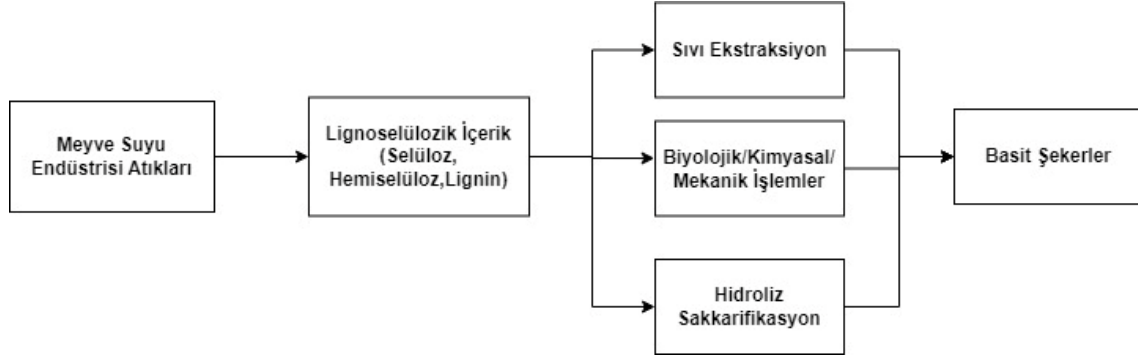 Meyve Suyu
Endüstrisi Atıkları
Lignoselülozik İçerik
(Selüloz,
Hemiselüloz,Lignin)
Sıvı Ekstraksiyon
Biyolojik/Kimyasal/
Mekanik İşlemler
Hidroliz
Sakkarifikasyon
Basit Şekerler